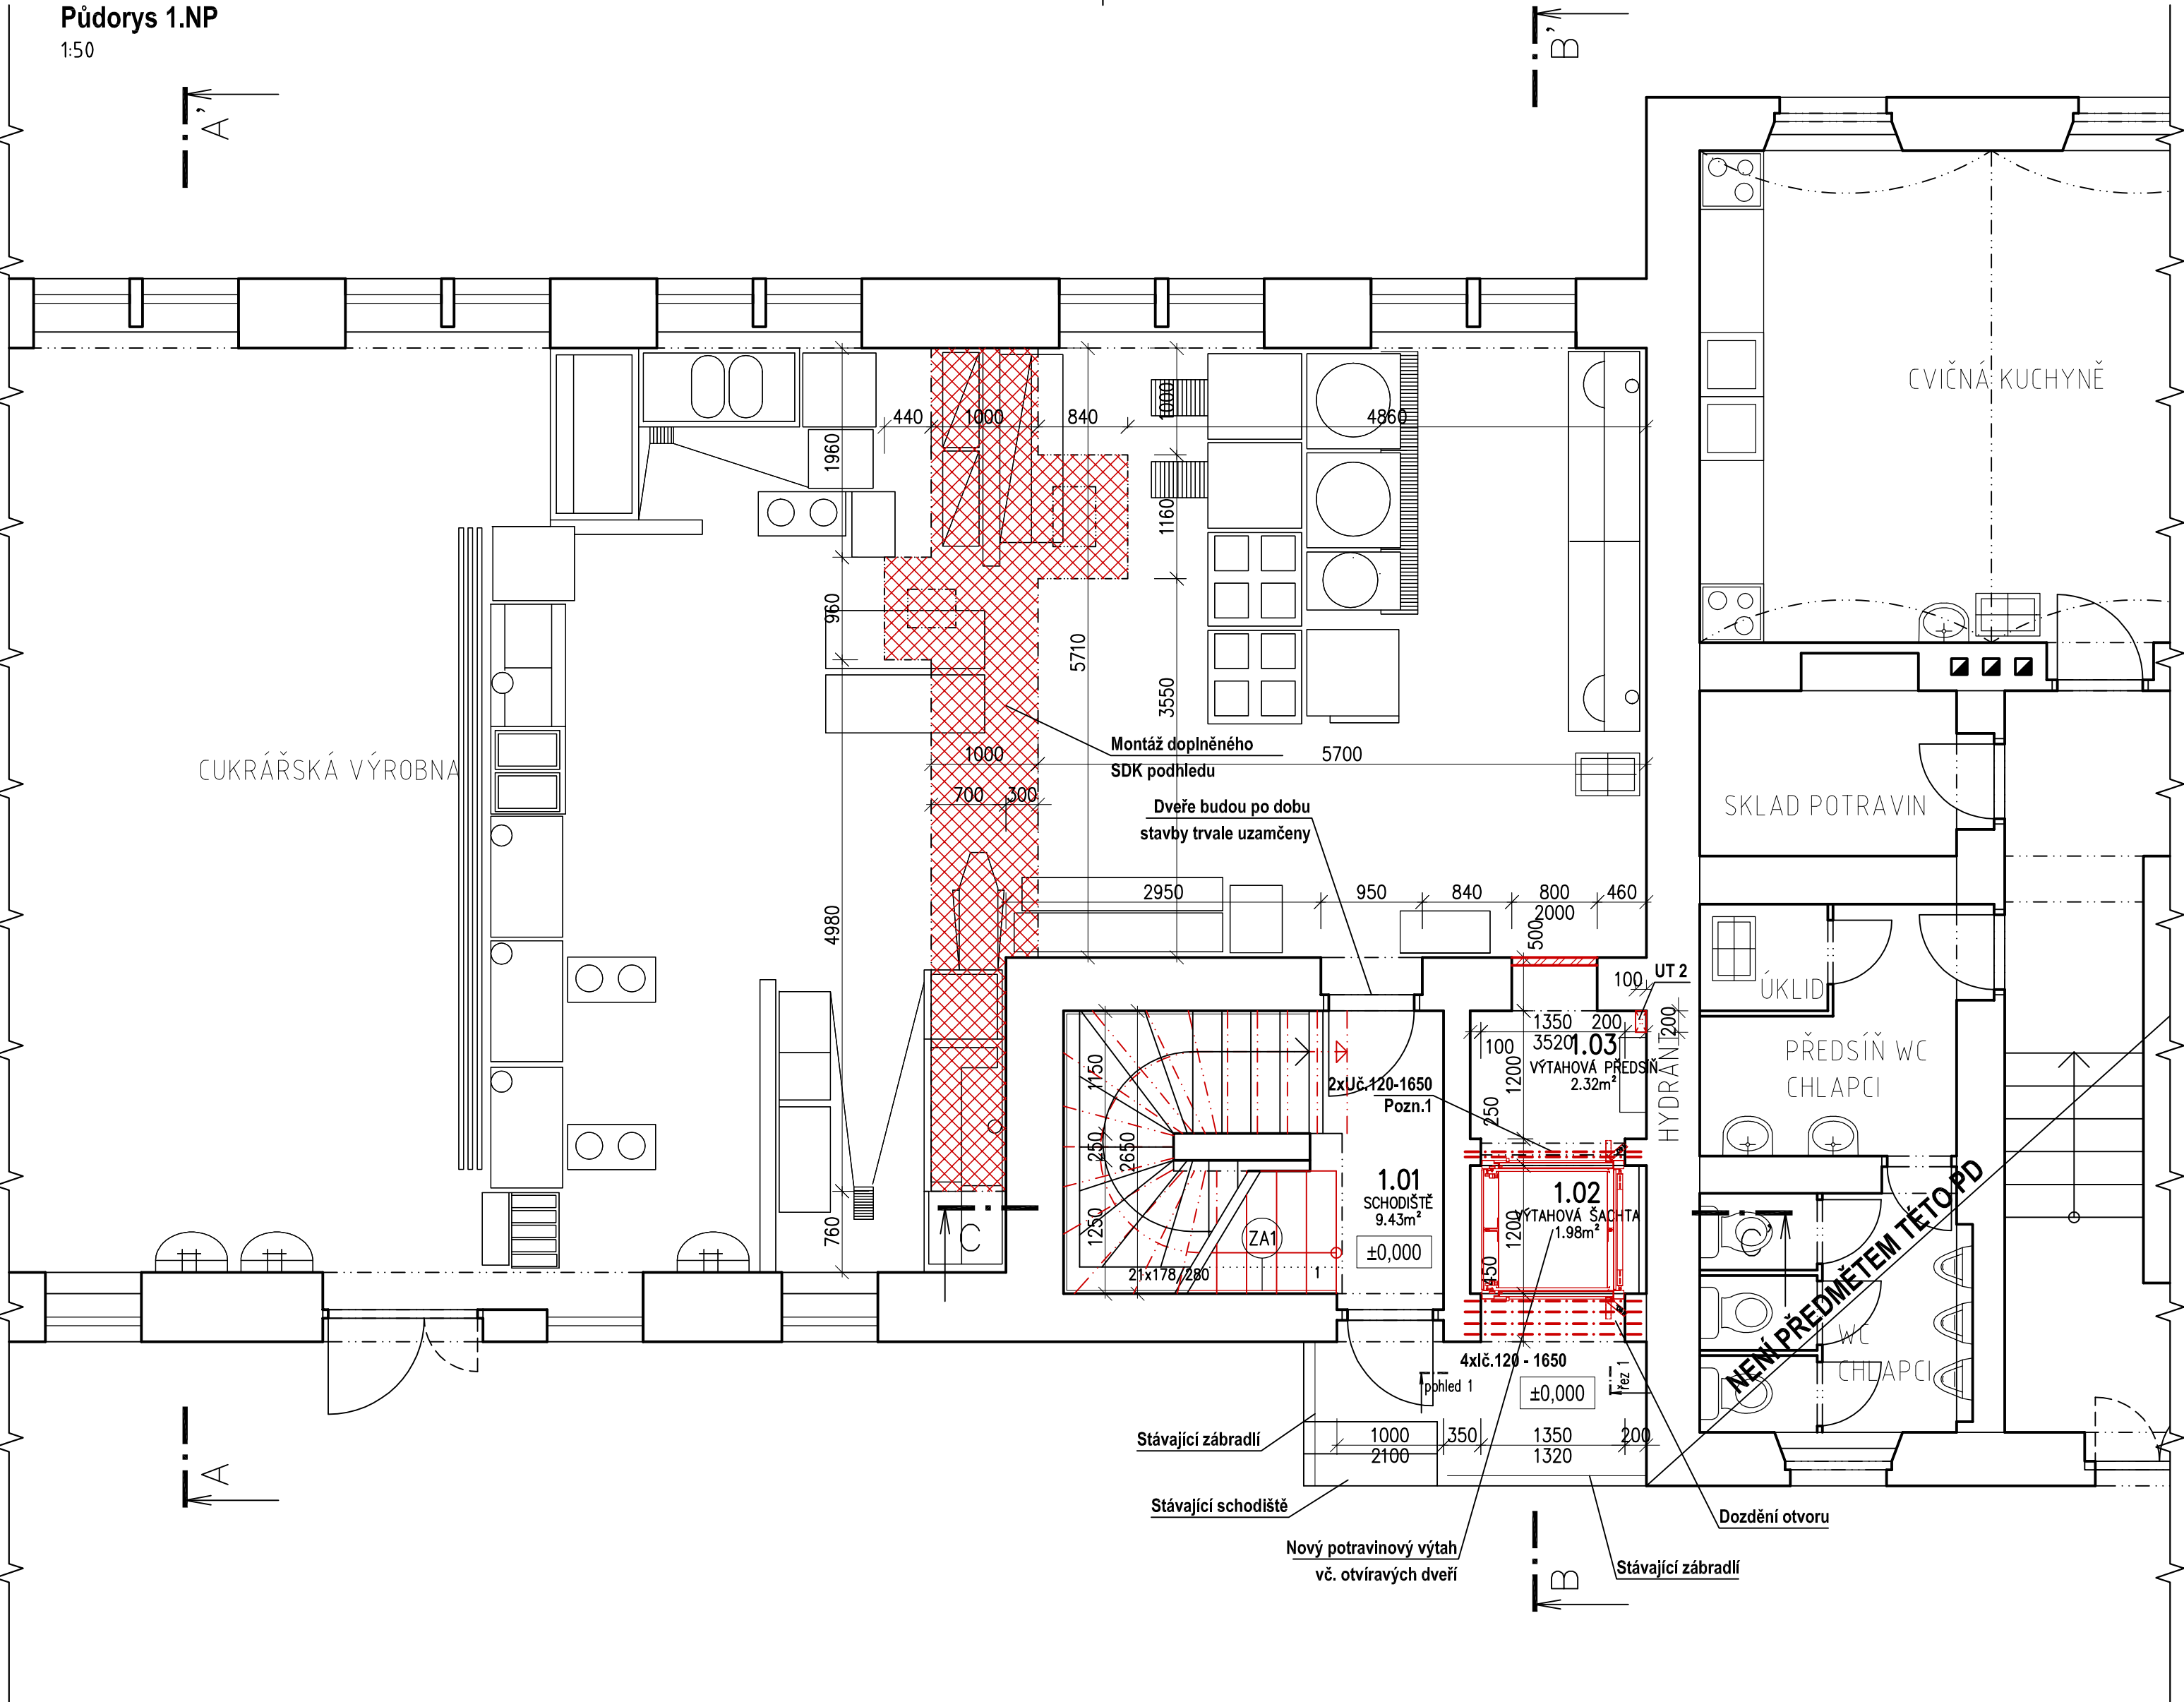 Půdorys 1.NP
1:50
A'
B'
CVIČNÁ KUCHYNĚ
440
1000
840
1000
4860
1960
1160
960
5710
3550
Montáž doplněného
SDK podhledu
1000
5700
CUKRÁŘSKÁ VÝROBNA
700
300
Dveře budou po dobu
stavby trvale uzamčeny
SKLAD POTRAVIN
2950
950
840
800
460
2000
500
4980
100
UT 2
ÚKLID
1350
200
200
100
3520
1.03
VÝTAHOVÁ PŘEDSÍŇ
2.32m²
HYDRANT
PŘEDSÍŇ WC
CHLAPCI
1150
1200
2xUč.120-1650
Pozn.1
250
250
2650
1.01
SCHODIŠTĚ
9.43m²
±0,000
1.02
VÝTAHOVÁ ŠACHTA
1.98m²
1200
450
1250
760
C
C'
ZA1
21x178/280
1
NENÍ PŘEDMĚTEM TÉTO PD
WC
CHLAPCI
4xIč.120 - 1650
pohled 1
řez 1
±0,000
1000
350
1350
200
2100
1320
Stávající zábradlí
Stávající schodiště
Nový potravinový výtah
vč. otvíravých dveří
Dozdění otvoru
Stávající zábradlí
A
B